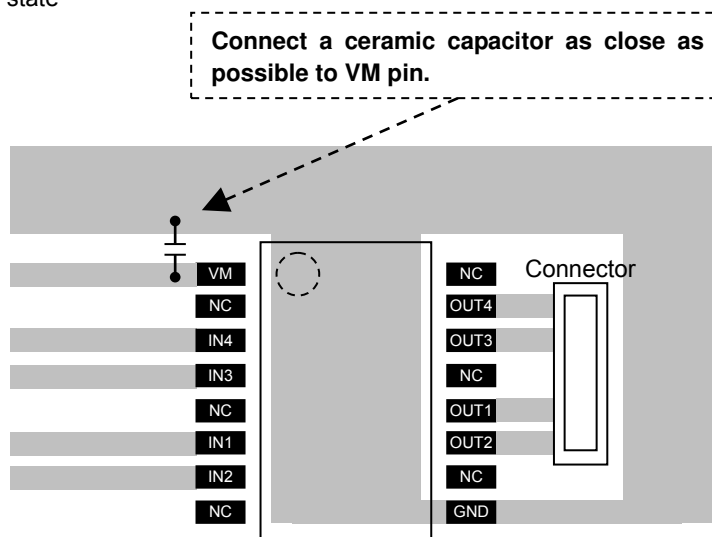 state
Connect a ceramic capacitor as close as
possible to VM pin.
Connector
VM
NC
NC
OUT4
IN4
OUT3
IN3
NC
NC
OUT1
IN1
OUT2
IN2
NC
NC
GND